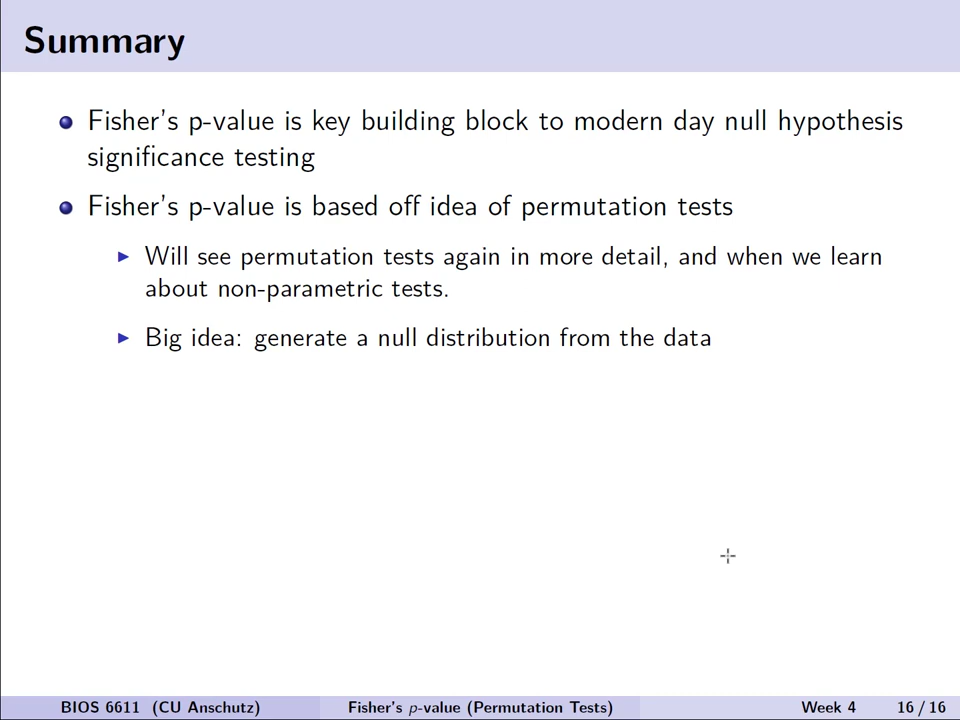 Summary
Fisher's p-value is key building block to modern day null hypothesis
significance testing
Fisher's p-value is based off idea of permutation tests
Will see permutation tests again in more detail, and when we learn
about non-parametric tests.
Big idea: generate a null distribution from the data
BIOS 6611 (CU Anschutz) Fisher's p-value (Permutation Tests) Week 4 16 / 16